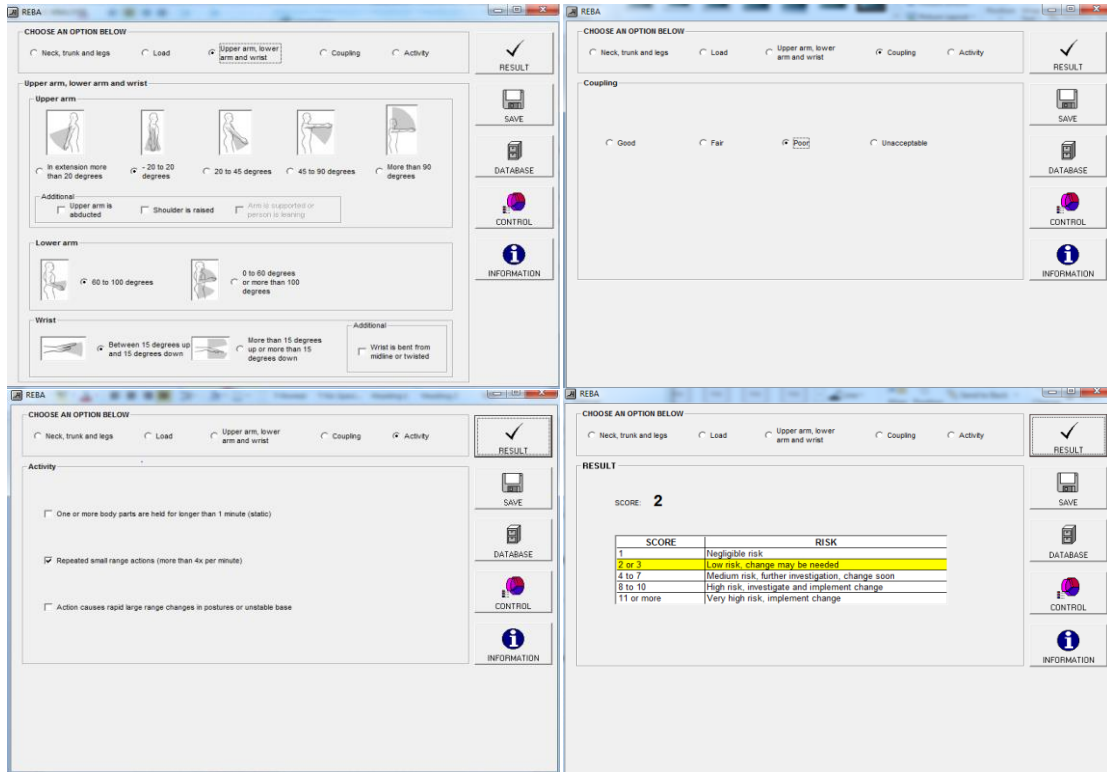 REBA
CHOOSE AN OPTION BELOW
Neck, trunk and legs
Load
Upper arm, lower
arm and wrist
Coupling
Activity
RESULT
Upper arm, lower arm and wrist
Upper arm
In extension more
than 20 degrees
- 20 to 20
degrees
20 to 45 degrees
45 to 90 degrees
More than 90
degrees
Additional
Upper arm is
abducted
Shoulder is raised
Arm is supported or
person is leaning
Lower arm
60 to 100 degrees
0 to 60 degrees
or more than 100
degrees
Wrist
Between 15 degrees up
and 15 degrees down
More than 15 degrees
up or more than 15
degrees down
Additional
Wrist is bent from
midline or twisted
SAVE
DATABASE
CONTROL
INFORMATION
REBA
CHOOSE AN OPTION BELOW
Neck, trunk and legs
Load
Upper arm, lower
arm and wrist
Coupling
Activity
RESULT
Coupling
Good
Fair
Poor
Unacceptable
SAVE
DATABASE
CONTROL
INFORMATION
REBA
CHOOSE AN OPTION BELOW
Neck, trunk and legs
Load
Upper arm, lower
arm and wrist
Coupling
Activity
RESULT
Activity
One or more body parts are held for longer than 1 minute (static)
Repeated small range actions (more than 4x per minute)
Action causes rapid large range changes in postures or unstable base
SAVE
DATABASE
CONTROL
INFORMATION
REBA
CHOOSE AN OPTION BELOW
Neck, trunk and legs
Load
Upper arm, lower
arm and wrist
Coupling
Activity
RESULT
RESULT
SCORE: 2
SCORE RISK
1 Negligible risk
2 or 3 Low risk, change may be needed
4 to 7 Medium risk, further investigation, change soon
8 to 10 High risk, investigate and implement change
11 or more Very high risk, implement change
SAVE
DATABASE
CONTROL
INFORMATION